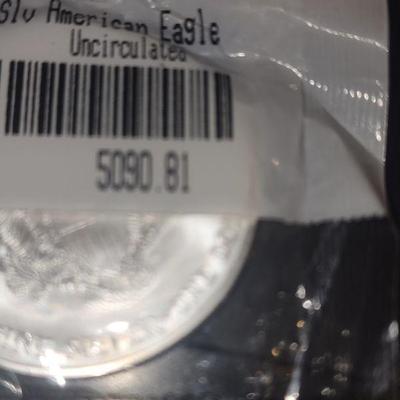 Slv American Eagle
Uncirculated
5090.81